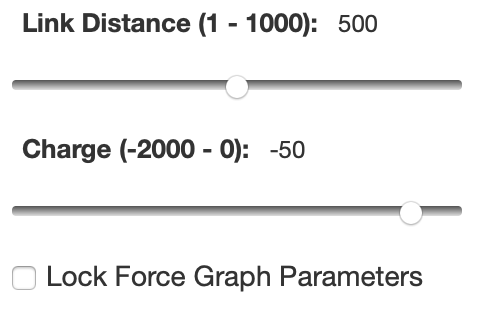 Link Distance (1 - 1000): 500
Charge (-2000 - 0): -50
Lock Force Graph Parameters